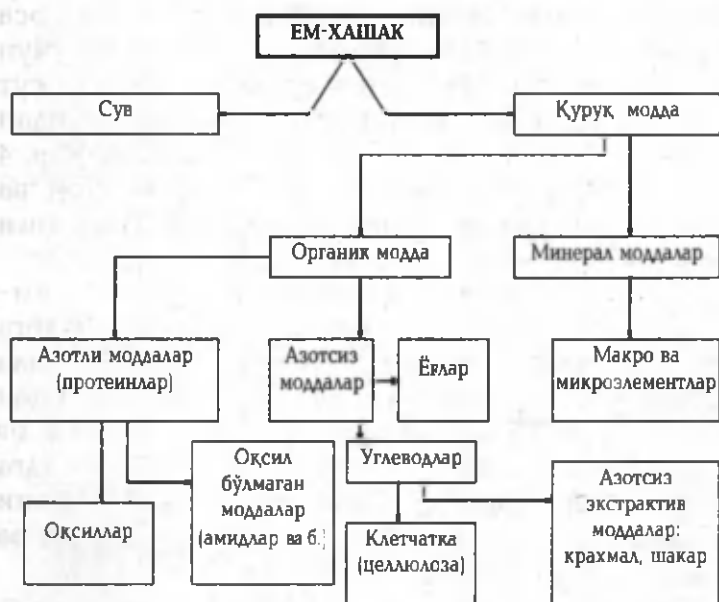 ЕМ-ХАШАК
Сув
Қуруқ модда
Органик модда
Минерал моддалар
Азотли моддалар
(протеинлар)
Азотсиз
моддалар
Ёғлар
Макро ва
микроэлементлар
Оқсиллар
Оқсил
бўлмаган
моддалар
(амидлар ва б.)
Углеводлар
Клетчатка
(целлюлоза)
Азотсиз
экстрактив
моддалар:
крахмал, шакар